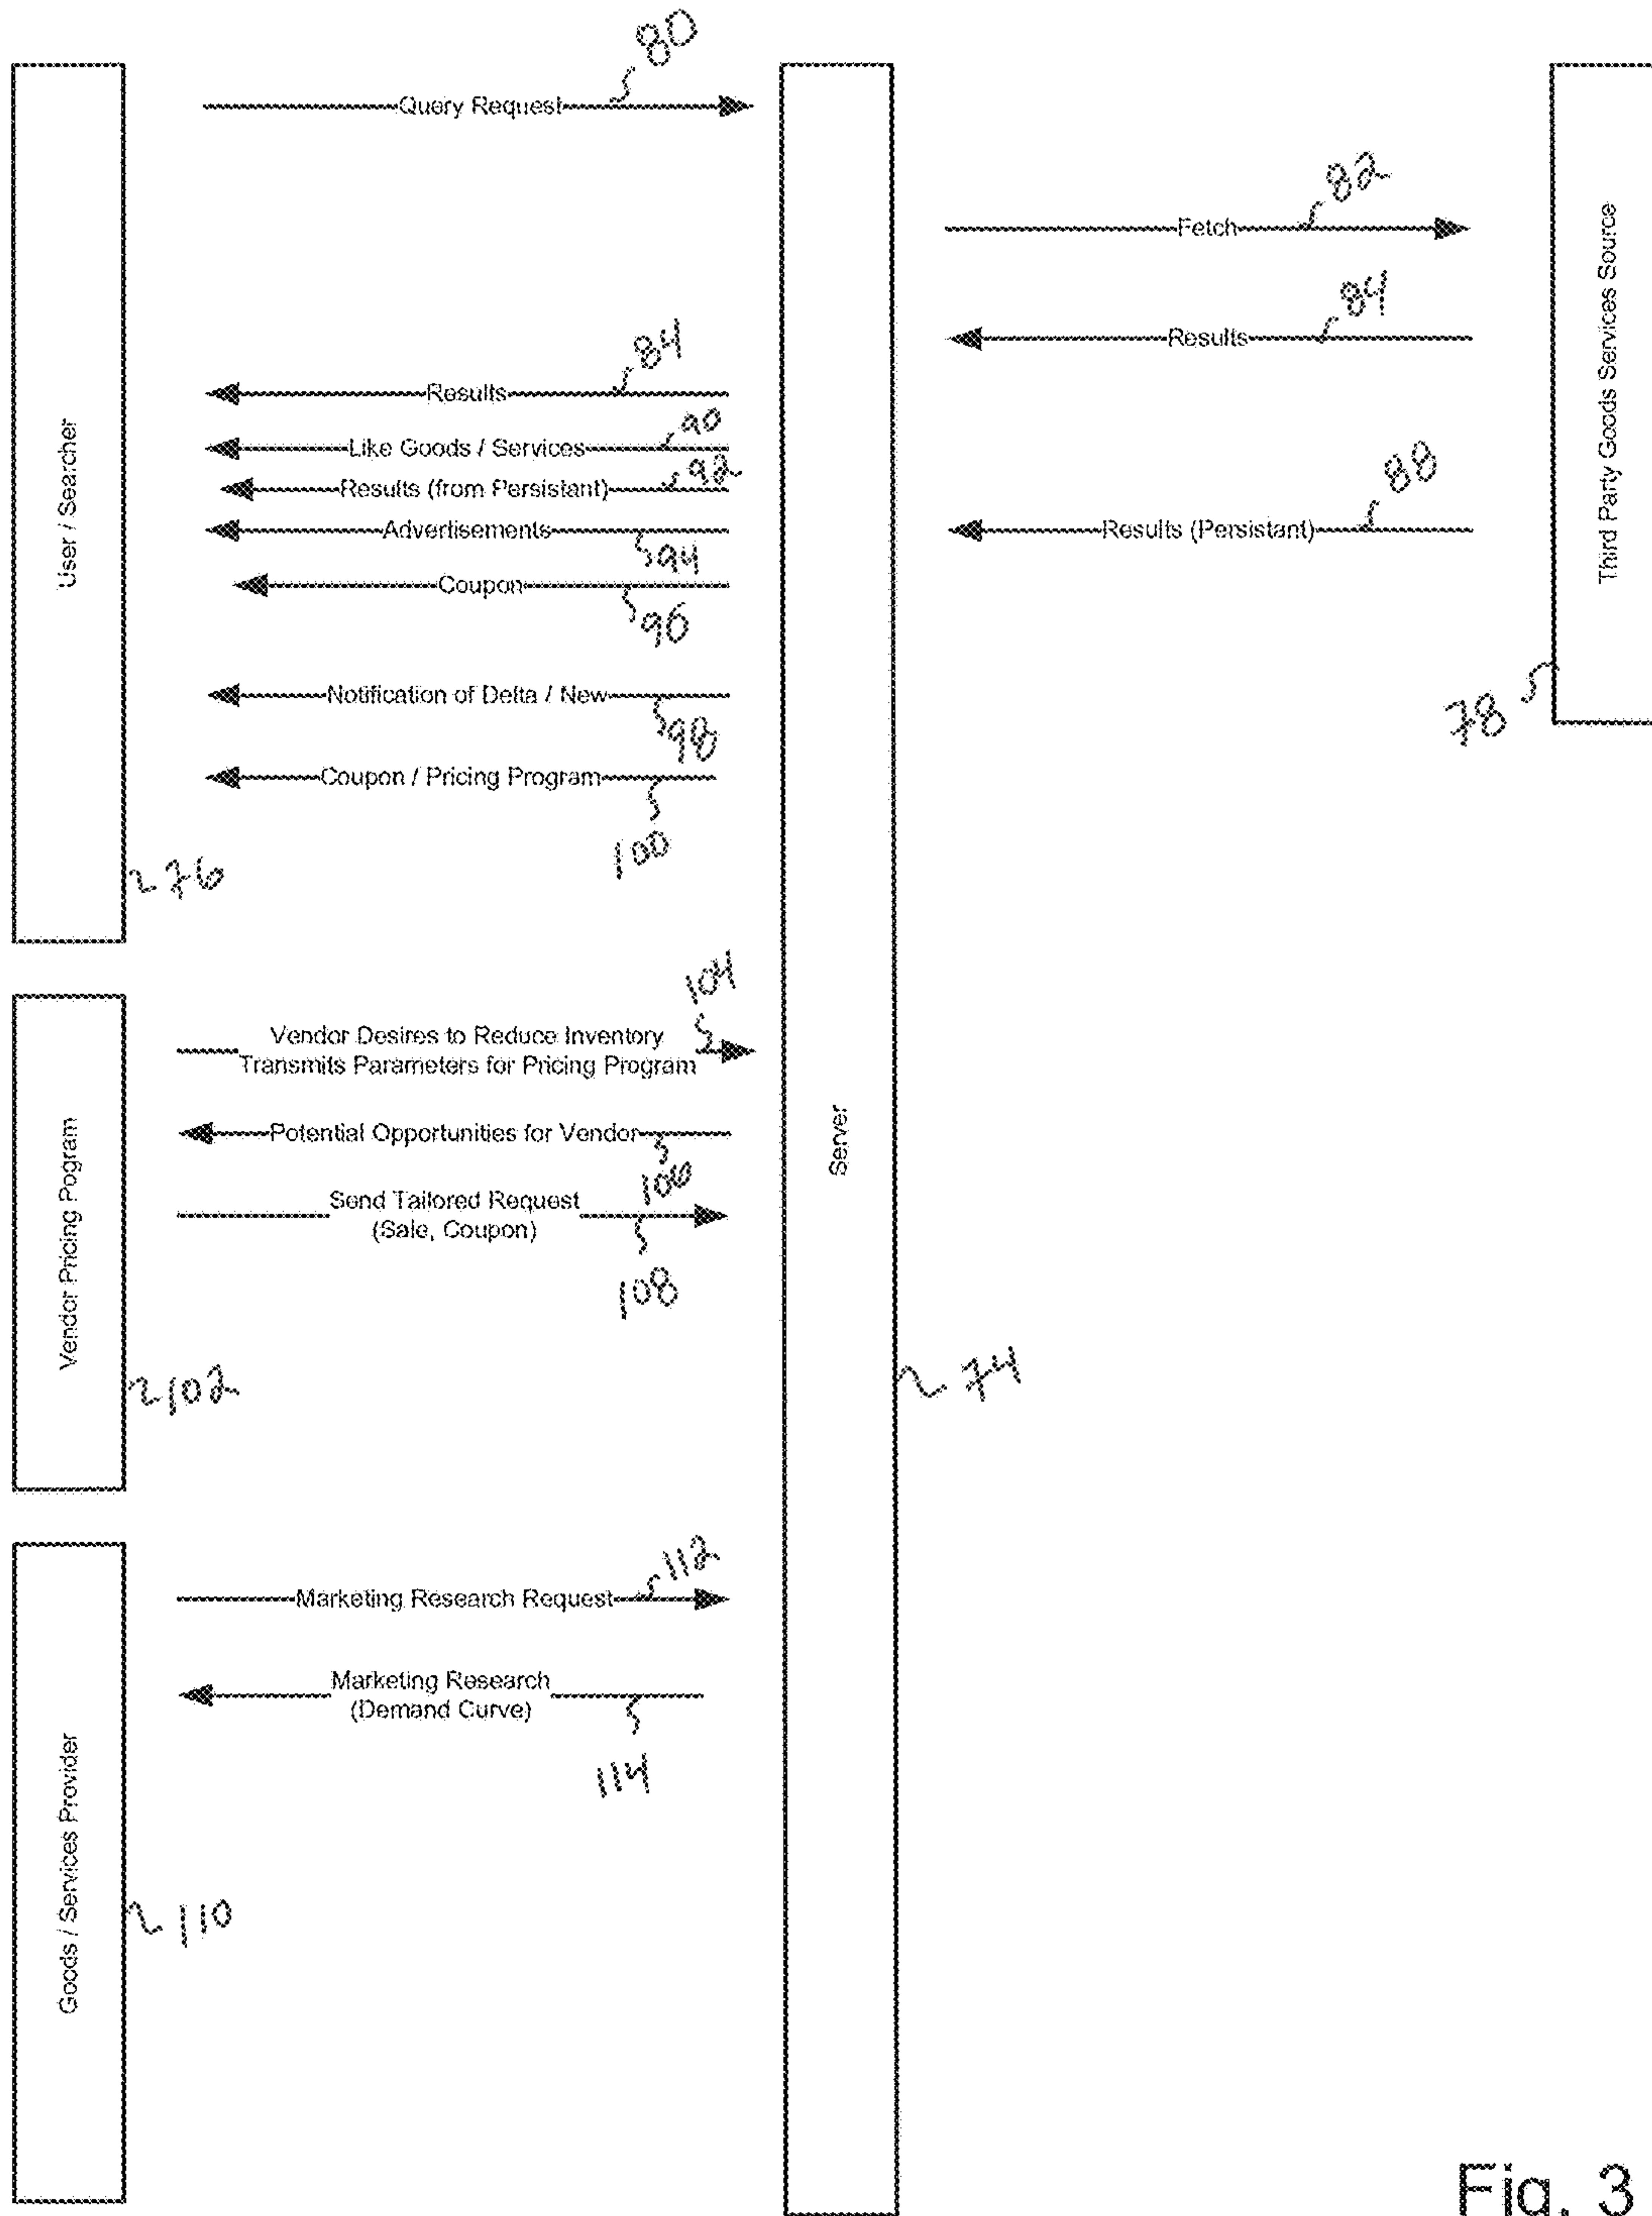 80
Query Request
82
Fetch
84
Results
84
Results
90
Like Goods / Services
92
Results (from Persistant)
88
Results (Persistant)
Advertisements
94
Coupon
96
Notification of Delta / New
98
Coupon / Pricing Program
100
User / Searcher
76
Third Party Goods Services Source
78
104
Vendor Desires to Reduce Inventory
Transmits Parameters for Pricing Program
Potential Opportunities for Vendor
106
Send Tailored Request
(Sale, Coupon)
108
Vendor Pricing Pogram
102
Server
74
112
Marketing Research Request
Marketing Research
(Demand Curve)
114
Goods / Services Provider
110
Fig. 3